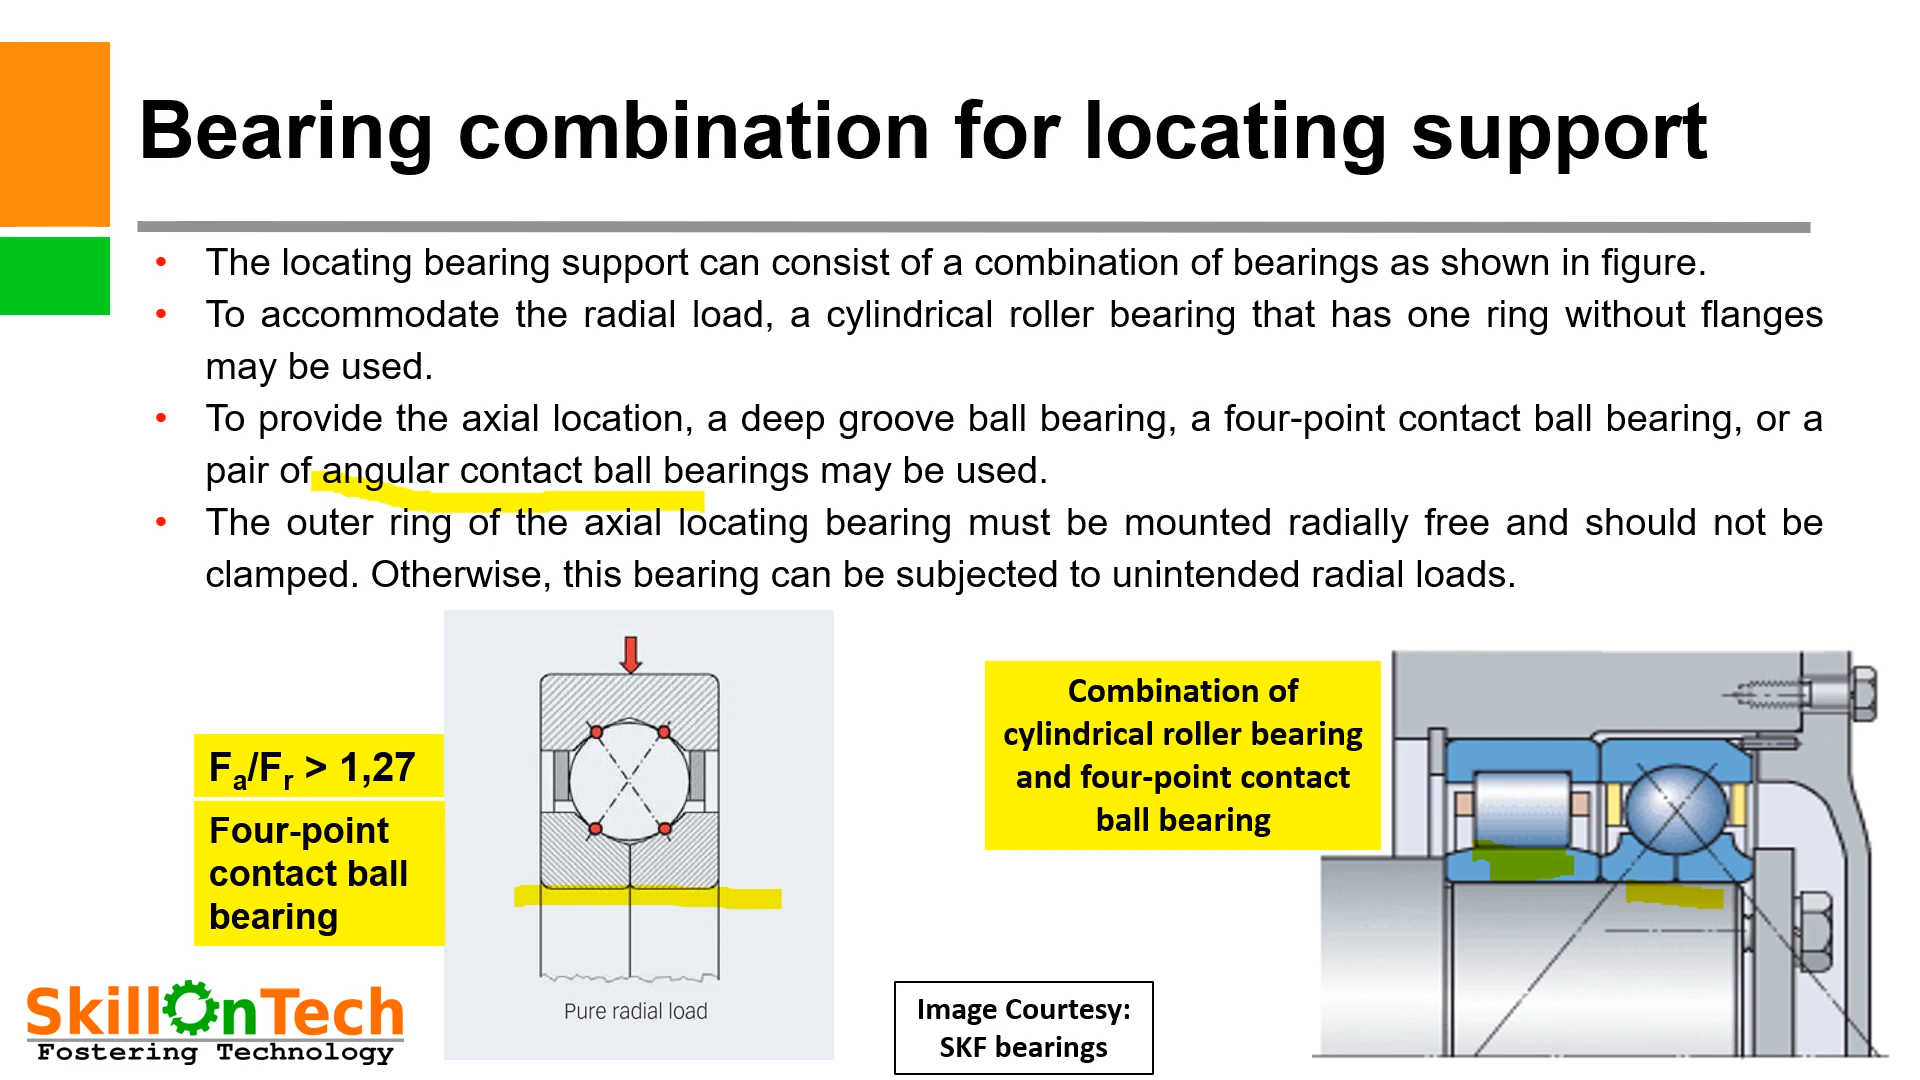 Bearing combination for locating support
• The locating bearing support can consist of a combination of bearings as shown in figure.
• To accommodate the radial load, a cylindrical roller bearing that has one ring without flanges
may be used.
• To provide the axial location, a deep groove ball bearing, a four-point contact ball bearing, or a
pair of angular contact ball bearings may be used.
• The outer ring of the axial locating bearing must be mounted radially free and should not be
clamped. Otherwise, this bearing can be subjected to unintended radial loads.
Fa/Fr > 1,27
Four-point
contact ball
bearing
Pure radial load
Combination of
cylindrical roller bearing
and four-point contact
ball bearing
Image Courtesy:
SKF bearings
SkillOnTech
Fostering Technology